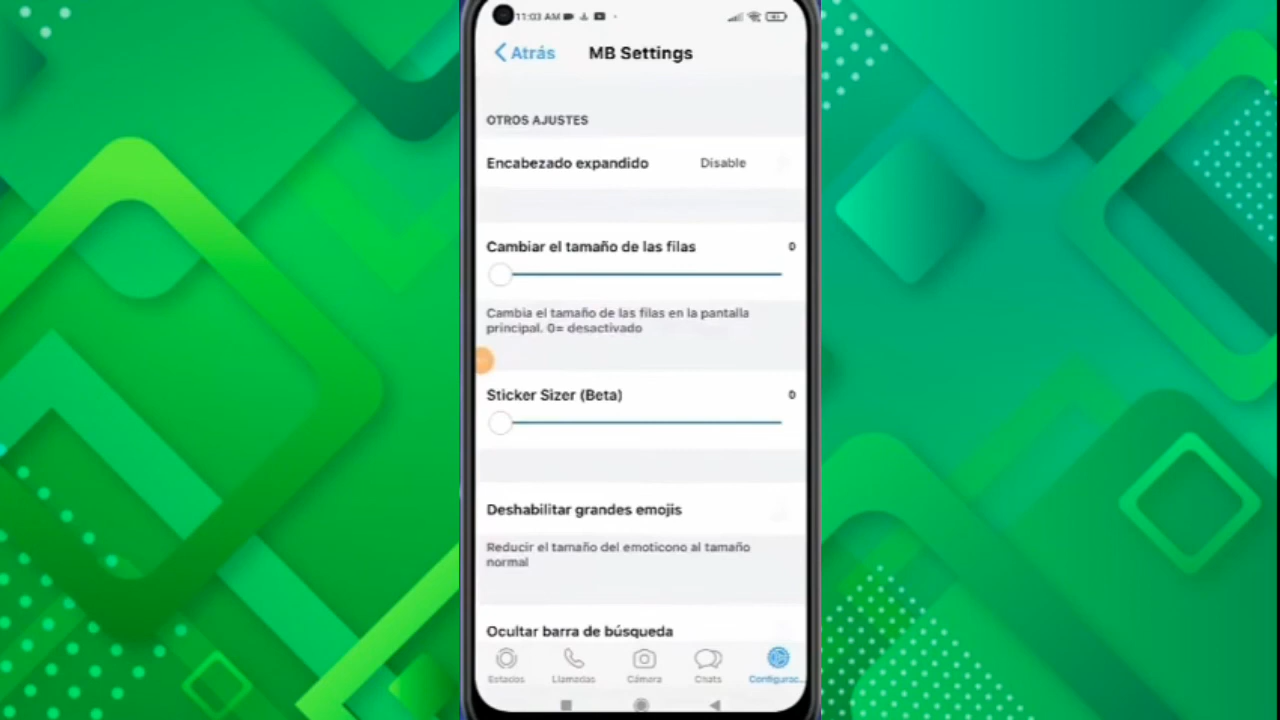 11:03 AM
Atrás
MB Settings
OTROS AJUSTES
Encabezado expandido Disable
Cambiar el tamaño de las filas 0
Cambia el tamaño de las filas en la pantalla
principal. 0= desactivado
Sticker Sizer (Beta) 0
Deshabilitar grandes emojis
Reducir el tamaño del emoticono al tamaño
normal
Ocultar barra de búsqueda
Estados Llamadas Cámara Chats Configurac...